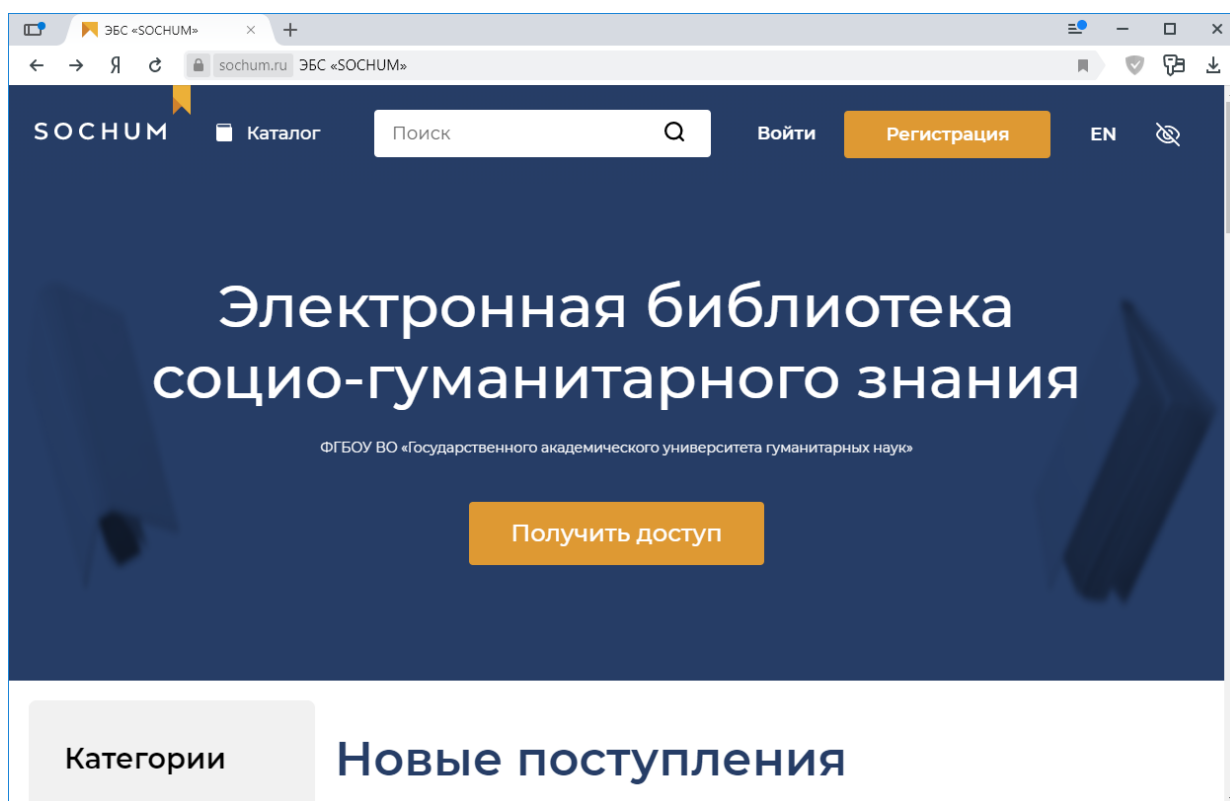 ЭБС «SOCHUM»
Я sochum.ru ЭБС «SOCHUM»
SOCHUM Каталог Поиск Войти Регистрация EN
Электронная библиотека
социо-гуманитарного знания
ФГБОУ ВО «Государственного академического университета гуманитарных наук»
Получить доступ
Категории
Новые поступления